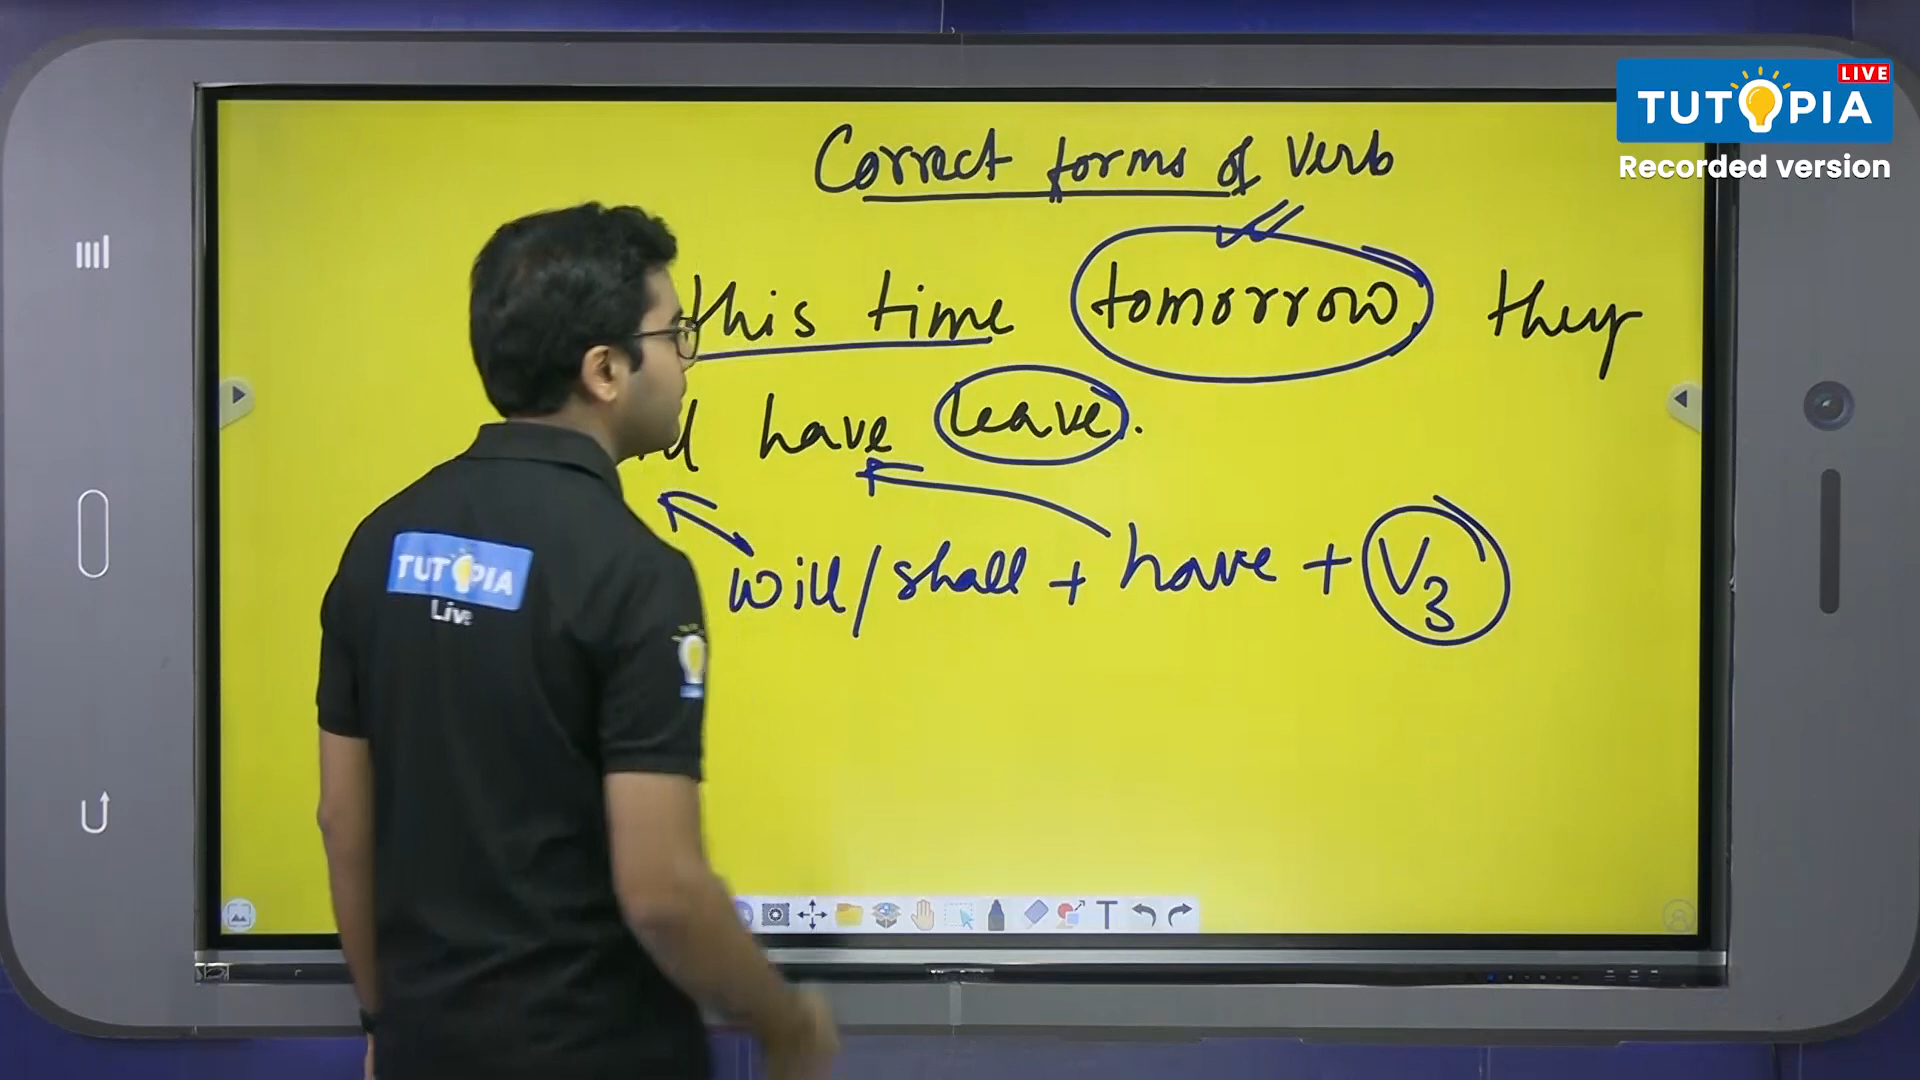 LIVE
TUTOPIA
Recorded version
Correct forms of Verb
this time tomorrow they
have leave.
will/shall + have + V3
TUTOPIA
Live